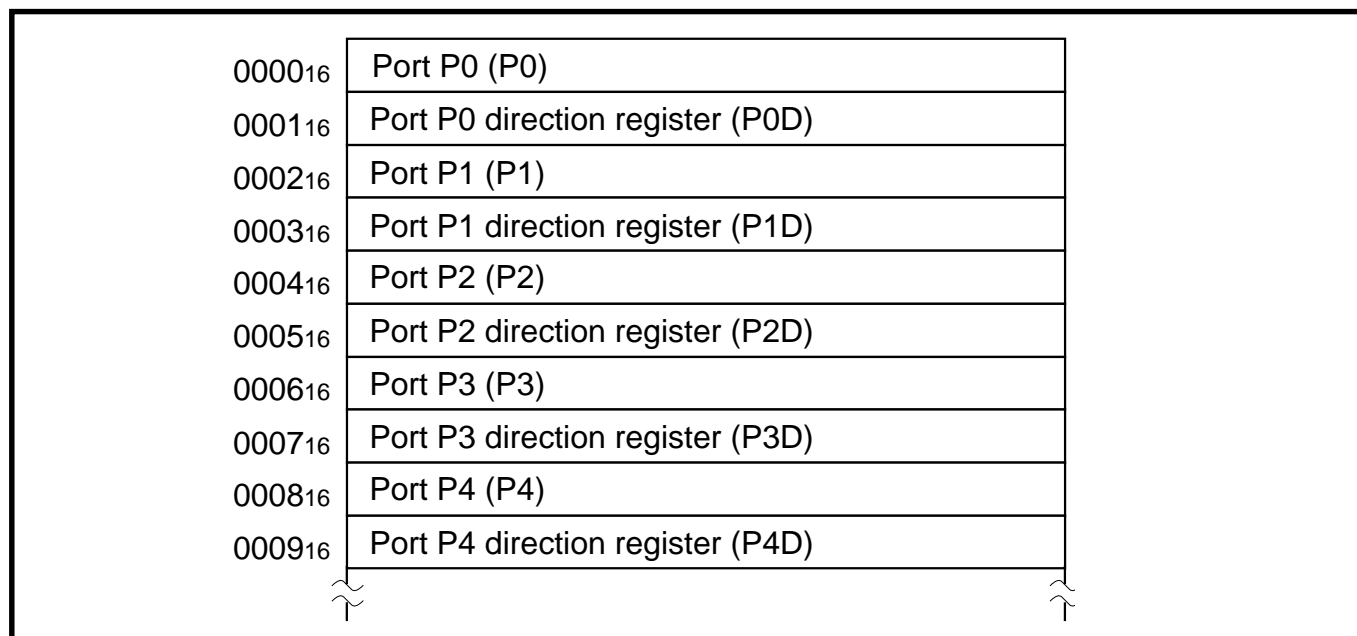 000016 Port P0 (P0)
000116 Port P0 direction register (P0D)
000216 Port P1 (P1)
000316 Port P1 direction register (P1D)
000416 Port P2 (P2)
000516 Port P2 direction register (P2D)
000616 Port P3 (P3)
000716 Port P3 direction register (P3D)
000816 Port P4 (P4)
000916 Port P4 direction register (P4D)